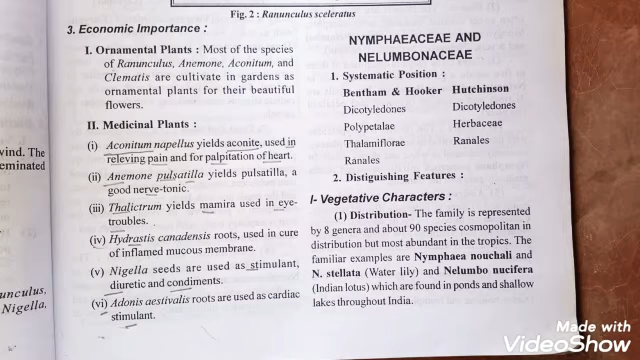 Fig. 2 : Ranunculus sceleratus
3. Economic Importance :
I. Ornamental Plants : Most of the species
of Ranunculus, Anemone, Aconitum, and
Clematis are cultivate in gardens as
ornamental plants for their beautiful
flowers.
II. Medicinal Plants :
(i) Aconitum napellus yields aconite, used in
releving pain and for palpitation of heart.
(ii) Anemone pulsatilla yields pulsatilla, a
good nerve-tonic.
(iii) Thalictrum yields mamira used in eye-
troubles.
(iv) Hydrastis canadensis roots, used in cure
of inflamed mucous membrane.
(v) Nigella seeds are used as stimulant,
diuretic and condiments.
(vi) Adonis aestivalis roots are used as cardiac
stimulant.
wind. The
eminated
unculus,
Nigella.
NYMPHAEACEAE AND
NELUMBONACEAE
1. Systematic Position :
Bentham & Hooker Hutchinson
Dicotyledones Dicotyledones
Polypetalae Herbaceae
Thalamiflorae Ranales
Ranales
2. Distiguishing Features :
I- Vegetative Characters :
(1) Distribution- The family is represented
by 8 genera and about 90 species cosmopolitan in
distribution but most abundant in the tropics. The
familiar examples are Nymphaea nouchali and
N. stellata (Water lily) and Nelumbo nucifera
(Indian lotus) which are found in ponds and shallow
lakes throughout India.
Made with
VideoShow